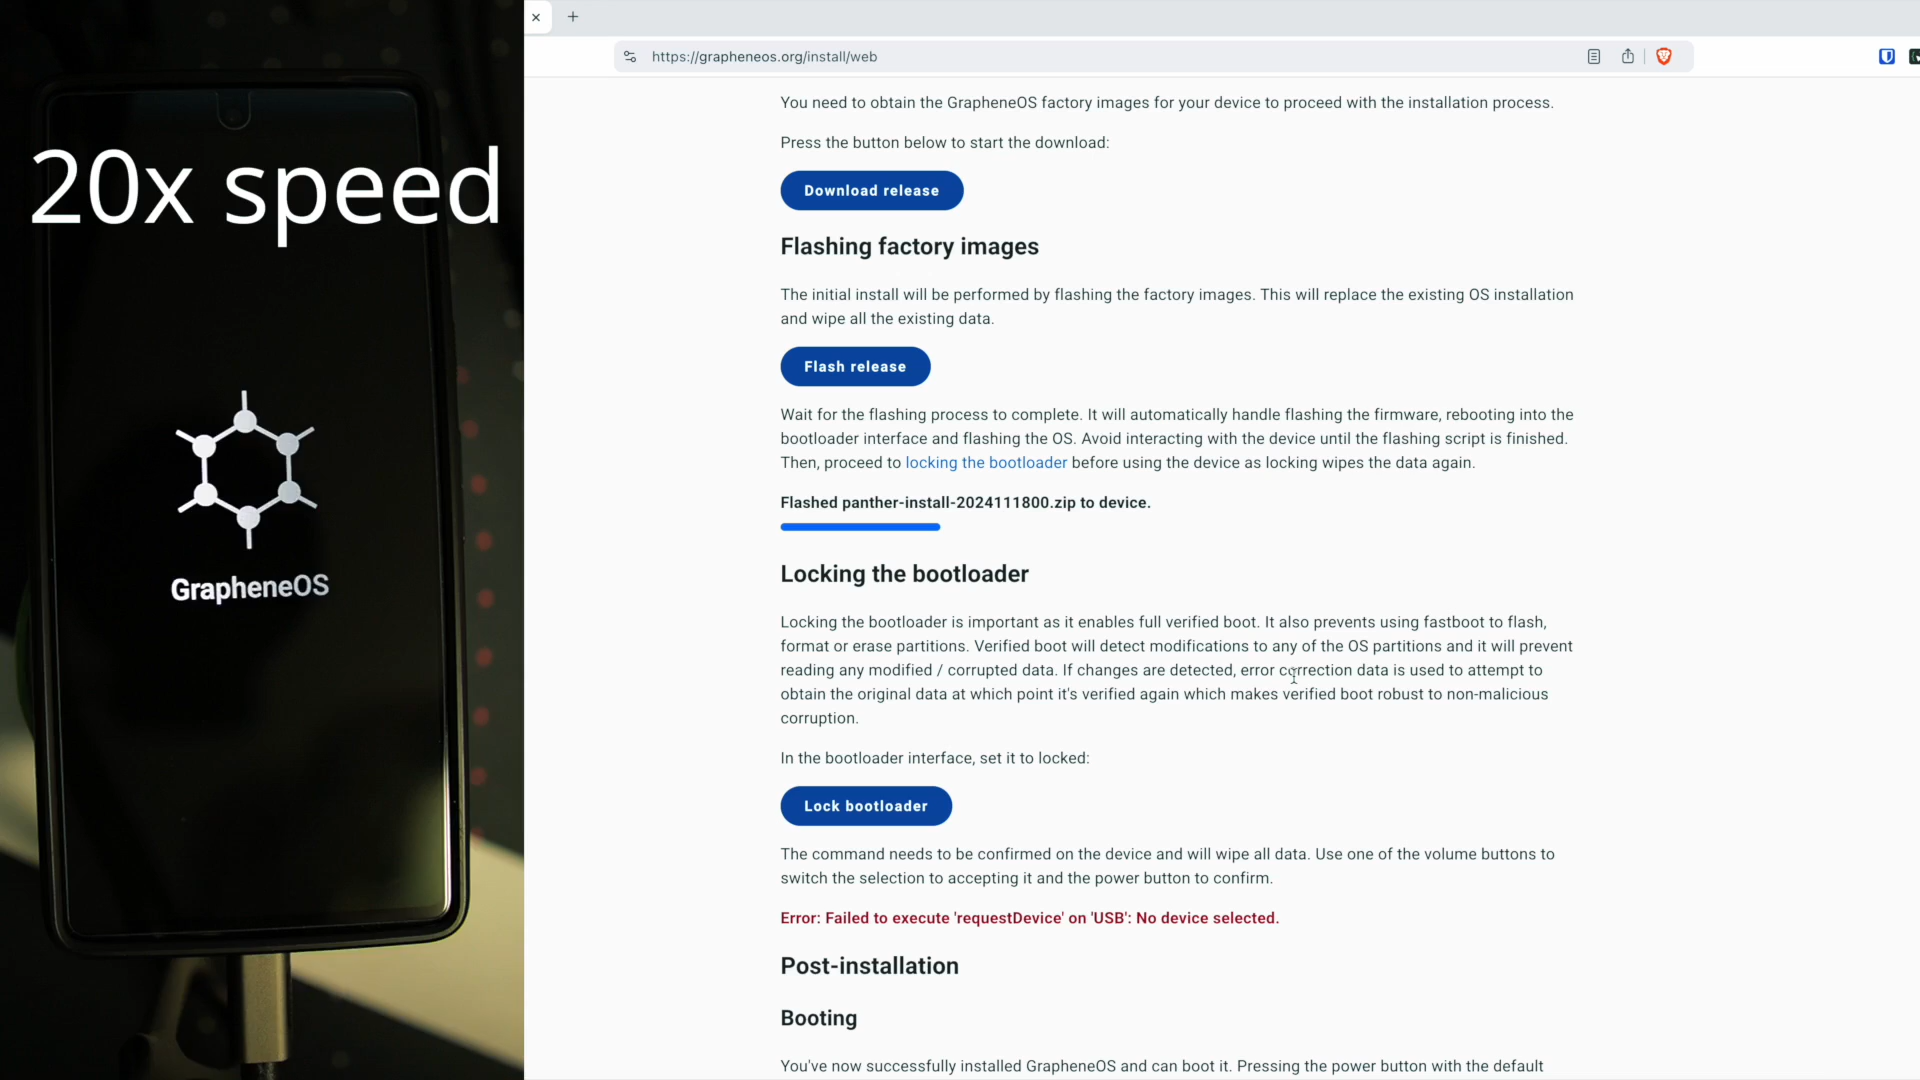 20x speed
GrapheneOS
https://grapheneos.org/install/web
You need to obtain the GrapheneOS factory images for your device to proceed with the installation process.
Press the button below to start the download:
Download release
Flashing factory images
The initial install will be performed by flashing the factory images. This will replace the existing OS installation
and wipe all the existing data.
Flash release
Wait for the flashing process to complete. It will automatically handle flashing the firmware, rebooting into the
bootloader interface and flashing the OS. Avoid interacting with the device until the flashing script is finished.
Then, proceed to locking the bootloader before using the device as locking wipes the data again.
Flashed panther-install-2024111800.zip to device.
Locking the bootloader
Locking the bootloader is important as it enables full verified boot. It also prevents using fastboot to flash,
format or erase partitions. Verified boot will detect modifications to any of the OS partitions and it will prevent
reading any modified / corrupted data. If changes are detected, error correction data is used to attempt to
obtain the original data at which point it's verified again which makes verified boot robust to non-malicious
corruption.
In the bootloader interface, set it to locked:
Lock bootloader
The command needs to be confirmed on the device and will wipe all data. Use one of the volume buttons to
switch the selection to accepting it and the power button to confirm.
Error: Failed to execute 'requestDevice' on 'USB': No device selected.
Post-installation
Booting
You've now successfully installed GrapheneOS and can boot it. Pressing the power button with the default